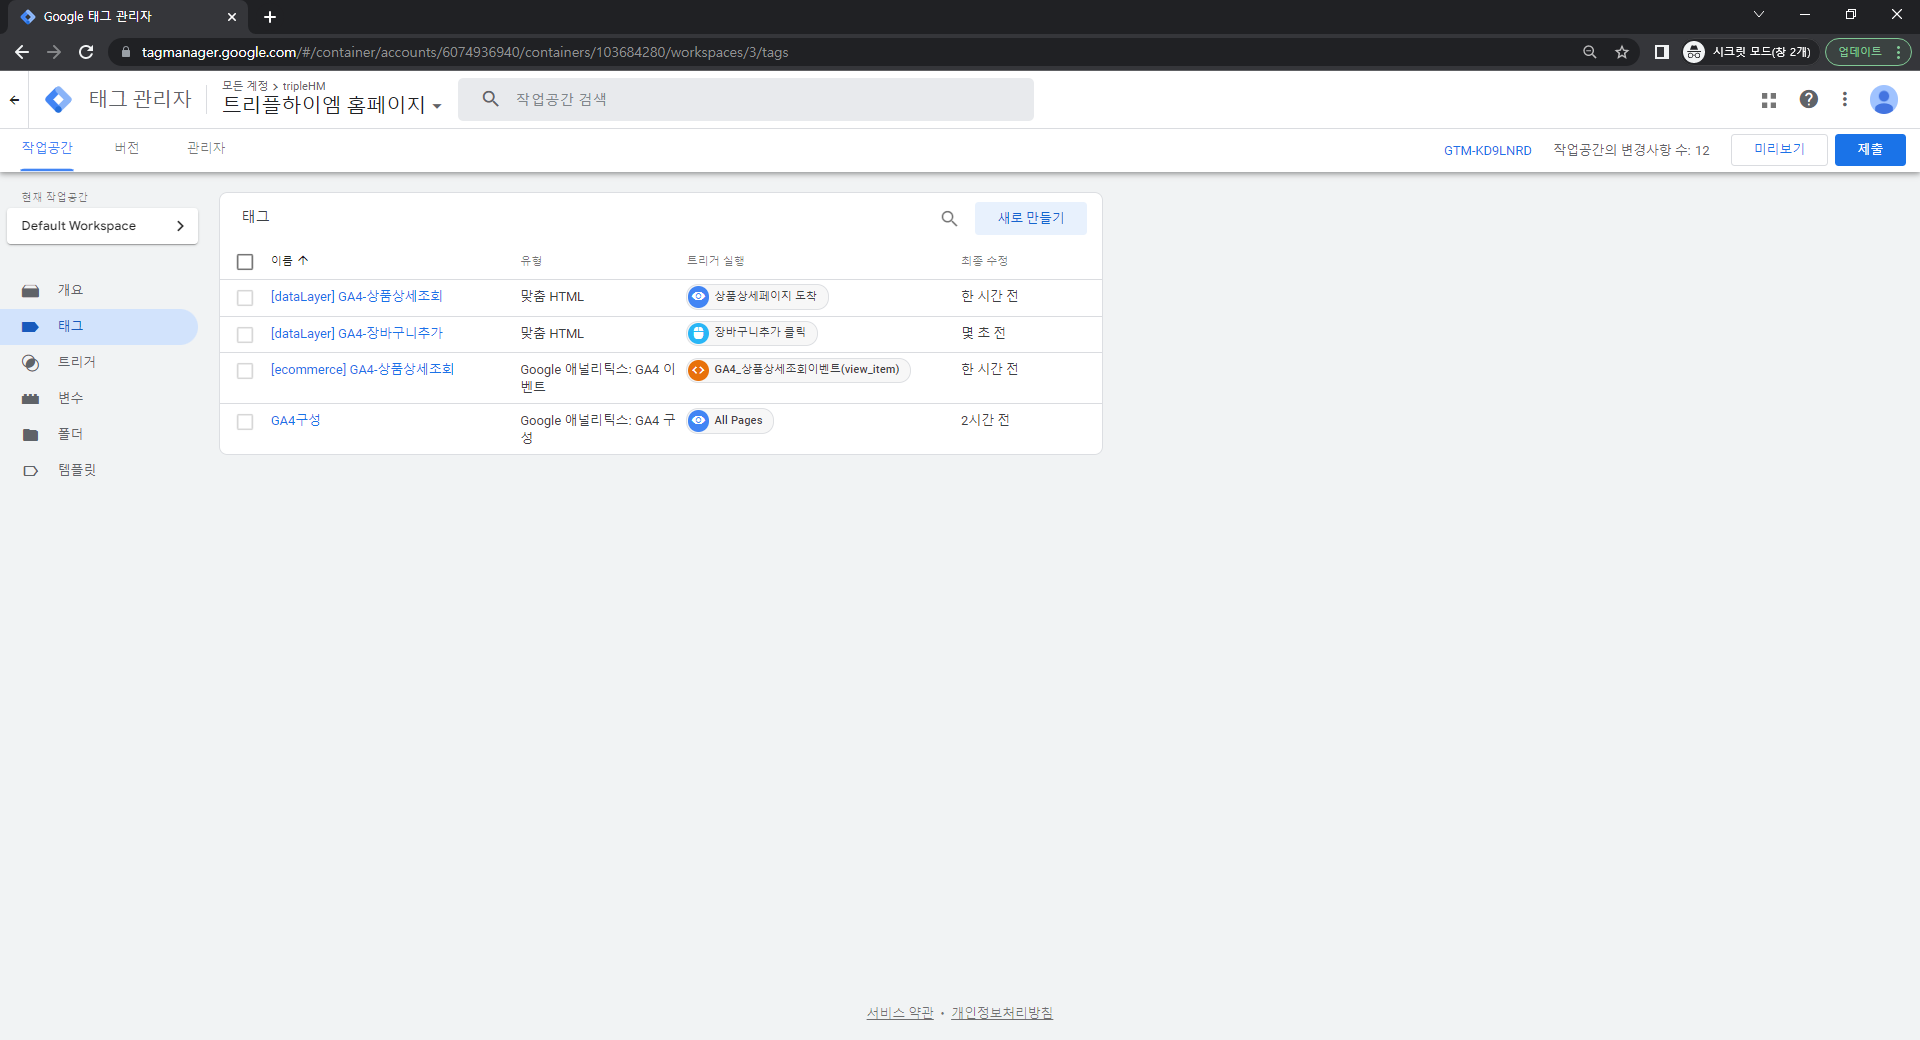 Google 태그 관리자
tagmanager.google.com/#/container/accounts/6074936940/containers/103684280/workspaces/3/tags
시크릿 모드(창 2개)
업데이트
태그 관리자
모든 계정 > tripleHM
트리플하이엠 홈페이지
작업공간 검색
작업공간
버전
관리자
GTM-KD9LNRD
작업공간의 변경사항 수: 12
미리보기
제출
현재 작업공간
Default Workspace
개요
태그
트리거
변수
폴더
템플릿
태그
새로 만들기
이름
유형
트리거 실행
최종 수정
[dataLayer] GA4-상품상세조회
맞춤 HTML
상품상세페이지 도착
한 시간 전
[dataLayer] GA4-장바구니추가
맞춤 HTML
장바구니추가 클릭
몇 초 전
[ecommerce] GA4-상품상세조회
Google 애널리틱스: GA4 이
벤트
GA4_상품상세조회이벤트(view_item)
한 시간 전
GA4구성
Google 애널리틱스: GA4 구
성
All Pages
2시간 전
서비스 약관 • 개인정보처리방침